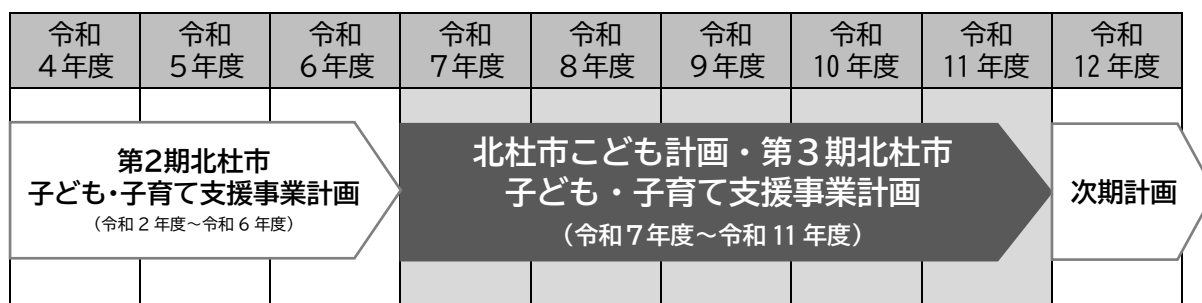 令和
4年度
令和
5年度
令和
6年度
令和
7年度
令和
8年度
令和
9年度
令和
10年度
令和
11年度
令和
12年度
第2期北杜市
子ども・子育て支援事業計画
（令和2年度～令和6年度）
北杜市こども計画・第3期北杜市
子ども・子育て支援事業計画
（令和7年度～令和11年度）
次期計画